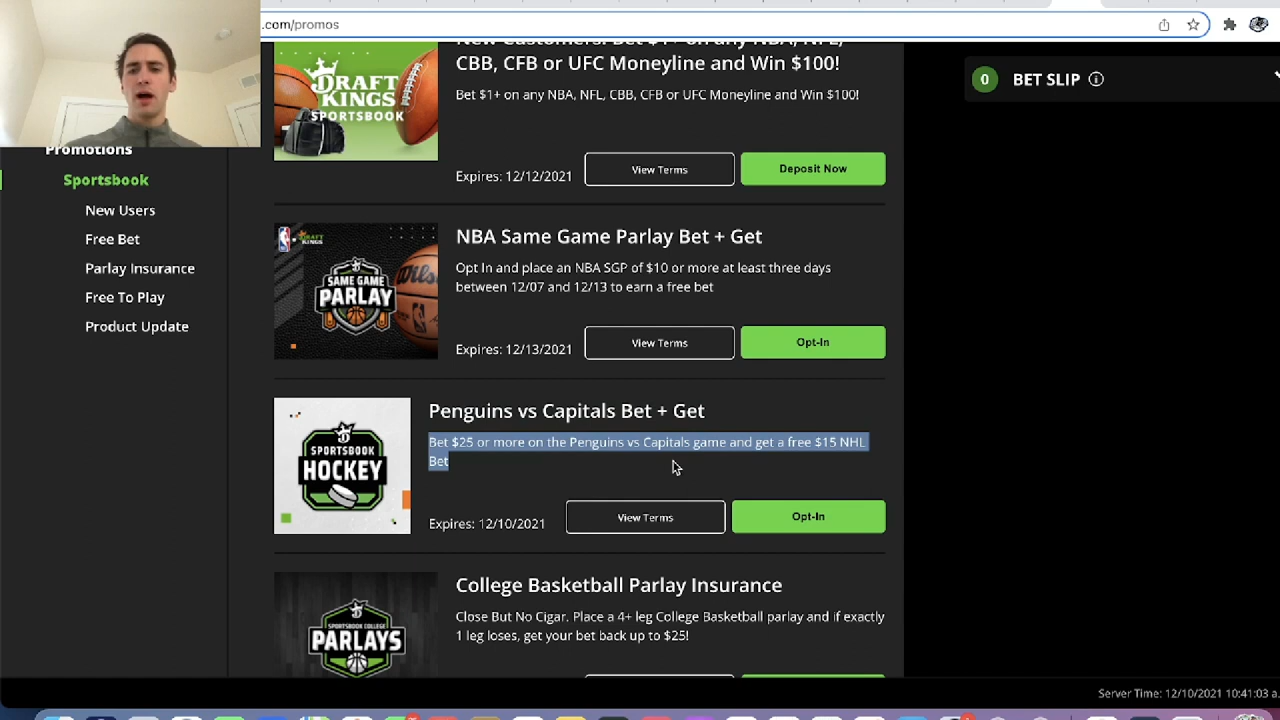 .com/promos
New Customers: Bet $1+ on any NBA, NFL,
CBB, CFB or UFC Moneyline and Win $100!
Bet $1+ on any NBA, NFL, CBB, CFB or UFC Moneyline and Win $100!
DRAFT
KINGS
SPORTSBOOK
Expires: 12/12/2021
View Terms
Deposit Now
0
BET SLIP
Promotions
Sportsbook
New Users
Free Bet
Parlay Insurance
Free To Play
Product Update
NBA Same Game Parlay Bet + Get
Opt In and place an NBA SGP of $10 or more at least three days
between 12/07 and 12/13 to earn a free bet
DRAFT
KINGS
SAME GAME
PARLAY
Wilson
Expires: 12/13/2021
View Terms
Opt-In
Penguins vs Capitals Bet + Get
Bet $25 or more on the Penguins vs Capitals game and get a free $15 NHL
Bet
SPORTSBOOK
HOCKEY
Expires: 12/10/2021
View Terms
Opt-In
College Basketball Parlay Insurance
Close But No Cigar. Place a 4+ leg College Basketball parlay and if exactly
1 leg loses, get your bet back up to $25!
SPORTSBOOK COLLEGE
PARLAYS
Server Time: 12/10/2021 10:41:03 a.